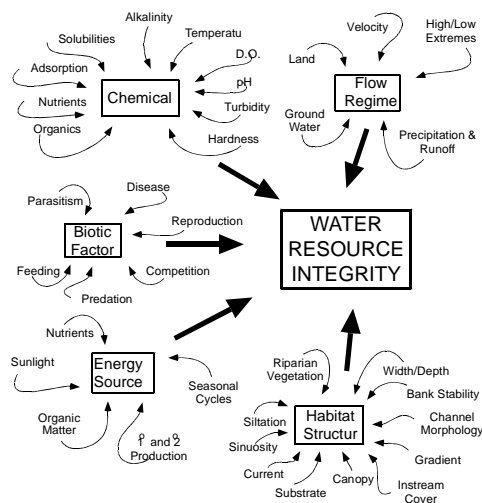 Alkalinity
Solubilities
Temperatu
Adsorption
D.O.
Nutrients
Chemical
pH
Organics
Turbidity
Hardness
Velocity
High/Low
Extremes
Land
Flow
Regime
Ground
Water
Precipitation &
Runoff
Disease
Parasitism
Biotic
Factor
Reproduction
Feeding
Competition
Predation
WATER
RESOURCE
INTEGRITY
Nutrients
Sunlight
Energy
Source
Seasonal
Cycles
Organic
Matter
1° and 2°
Production
Riparian
Vegetation
Width/Depth
Bank Stability
Siltation
Habitat
Structur
Channel
Morphology
Sinuosity
Gradient
Current
Substrate
Canopy
Instream
Cover